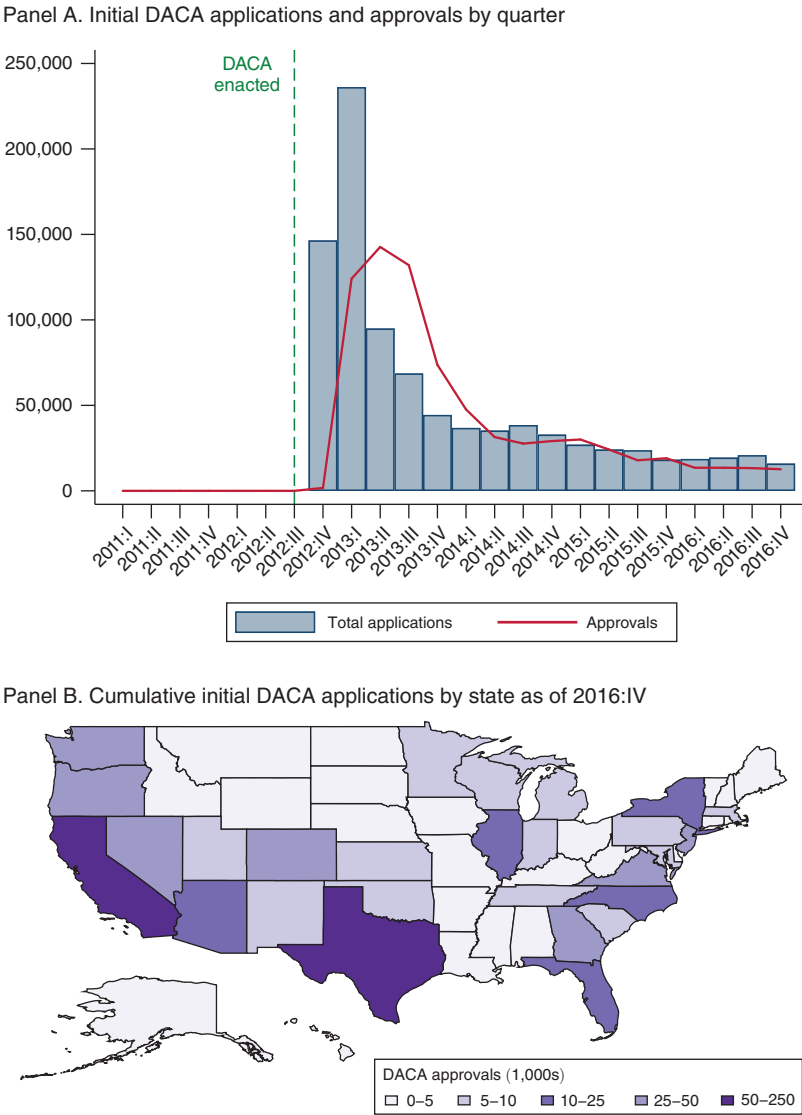 Panel A. Initial DACA applications and approvals by quarter
250,000
200,000
150,000
100,000
50,000
0
DACA
enacted
2011:I
2011:II
2011:III
2011:IV
2012:I
2012:II
2012:III
2012:IV
2013:I
2013:II
2013:III
2013:IV
2014:I
2014:II
2014:III
2014:IV
2015:I
2015:II
2015:III
2015:IV
2016:I
2016:II
2016:III
2016:IV
Total applications
Approvals
Panel B. Cumulative initial DACA applications by state as of 2016:IV
DACA approvals (1,000s)
0–5 5–10 10–25 25–50 50–250